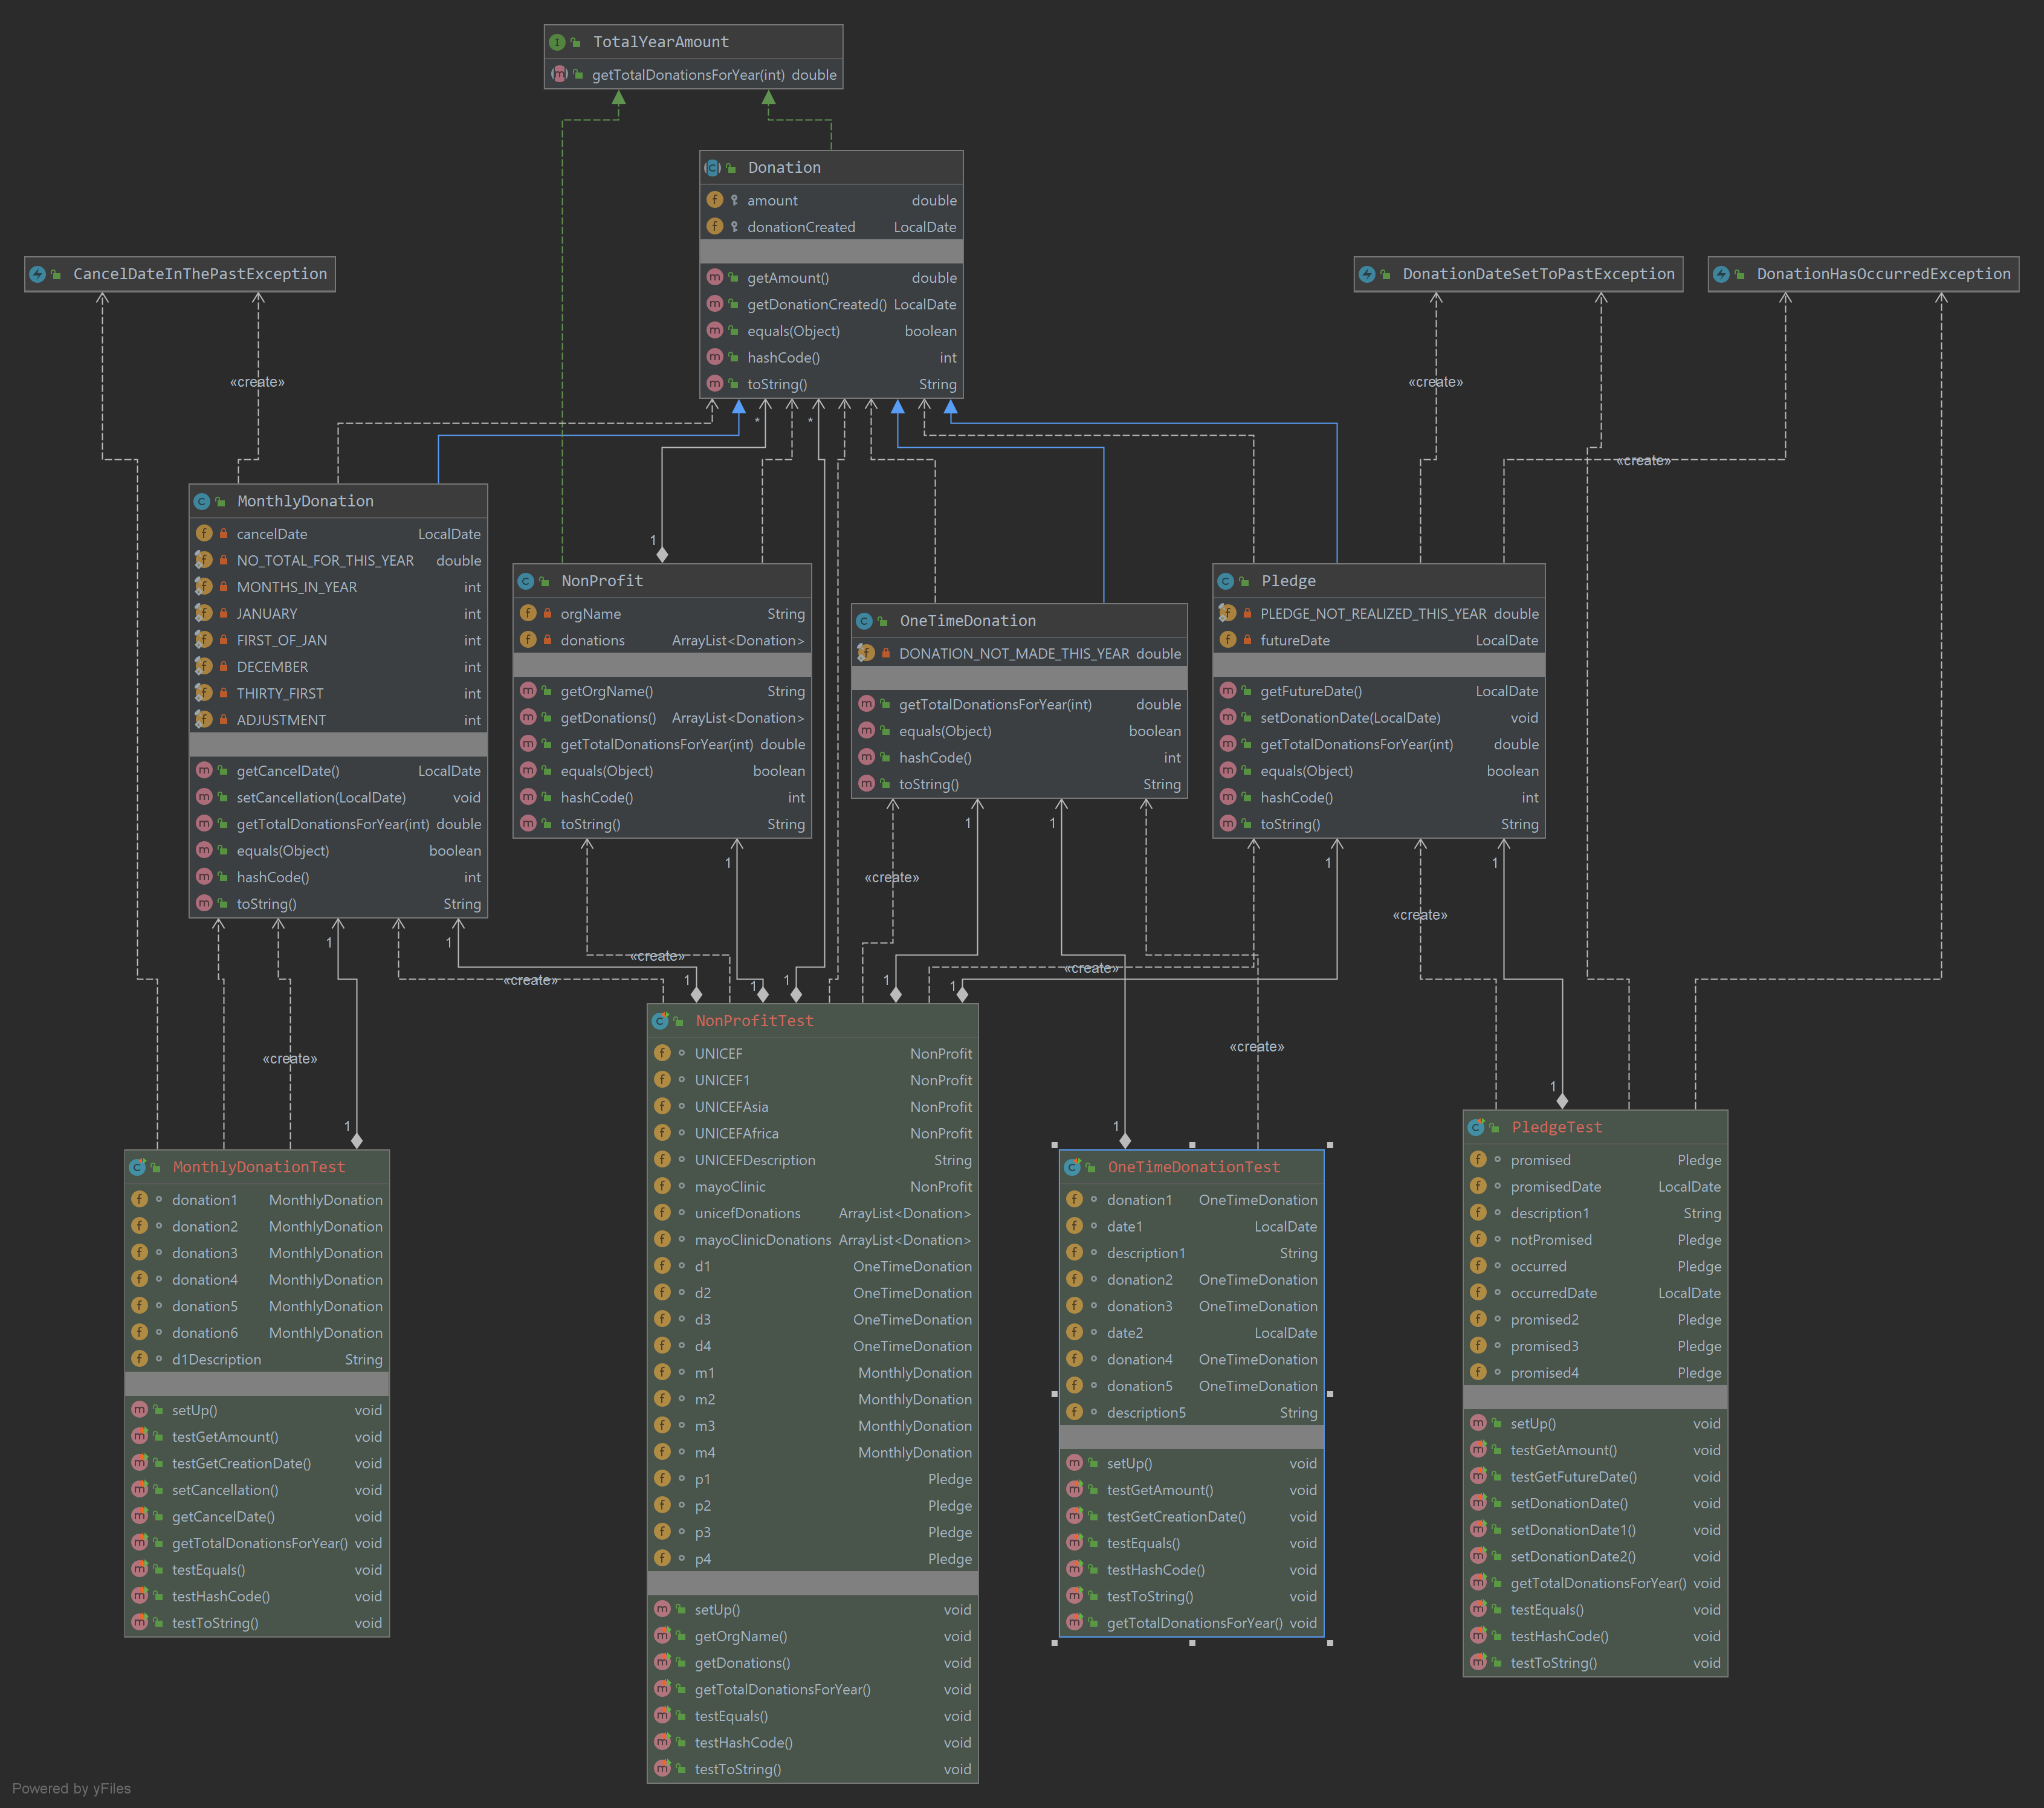 TotalYearAmount
getTotalDonationsForYear(int) double
Donation
amount double
donationCreated LocalDate
getAmount() double
getDonationCreated() LocalDate
equals(Object) boolean
hashCode() int
toString() String
CancelDateInThePastException
DonationDateSetToPastException
DonationHasOccurredException
«create»
«create»
* *
«create»
MonthlyDonation
cancelDate LocalDate
NO_TOTAL_FOR_THIS_YEAR double
MONTHS_IN_YEAR int
JANUARY int
FIRST_OF_JAN int
DECEMBER int
THIRTY_FIRST int
ADJUSTMENT int
getCancelDate() LocalDate
setCancellation(LocalDate) void
getTotalDonationsForYear(int) double
equals(Object) boolean
hashCode() int
toString() String
1
NonProfit
orgName String
donations ArrayList<Donation>
getOrgName() String
getDonations() ArrayList<Donation>
getTotalDonationsForYear(int) double
equals(Object) boolean
hashCode() int
toString() String
OneTimeDonation
DONATION_NOT_MADE_THIS_YEAR double
getTotalDonationsForYear(int) double
equals(Object) boolean
hashCode() int
toString() String
Pledge
PLEDGE_NOT_REALIZED_THIS_YEAR double
futureDate LocalDate
getFutureDate() LocalDate
setDonationDate(LocalDate) void
getTotalDonationsForYear(int) double
equals(Object) boolean
hashCode() int
toString() String
1 1
1 1 1
«create»
«create»
1 1
«create»
«create»
«create»
1 1 1 1
«create»
«create»
1 1 1
MonthlyDonationTest
donation1 MonthlyDonation
donation2 MonthlyDonation
donation3 MonthlyDonation
donation4 MonthlyDonation
donation5 MonthlyDonation
donation6 MonthlyDonation
d1Description String
setUp() void
testGetAmount() void
testGetCreationDate() void
setCancellation() void
getCancelDate() void
getTotalDonationsForYear() void
testEquals() void
testHashCode() void
testToString() void
NonProfitTest
UNICEF NonProfit
UNICEF1 NonProfit
UNICEFAsia NonProfit
UNICEFAfrica NonProfit
UNICEFDescription String
mayoClinic NonProfit
unicefDonations ArrayList<Donation>
mayoClinicDonations ArrayList<Donation>
d1 OneTimeDonation
d2 OneTimeDonation
d3 OneTimeDonation
d4 OneTimeDonation
m1 MonthlyDonation
m2 MonthlyDonation
m3 MonthlyDonation
m4 MonthlyDonation
p1 Pledge
p2 Pledge
p3 Pledge
p4 Pledge
setUp() void
getOrgName() void
getDonations() void
getTotalDonationsForYear() void
testEquals() void
testHashCode() void
testToString() void
OneTimeDonationTest
donation1 OneTimeDonation
date1 LocalDate
description1 String
donation2 OneTimeDonation
donation3 OneTimeDonation
date2 LocalDate
donation4 OneTimeDonation
donation5 OneTimeDonation
description5 String
setUp() void
testGetAmount() void
testGetCreationDate() void
testEquals() void
testHashCode() void
testToString() void
getTotalDonationsForYear() void
PledgeTest
promised Pledge
promisedDate LocalDate
description1 String
notPromised Pledge
occurred Pledge
occurredDate LocalDate
promised2 Pledge
promised3 Pledge
promised4 Pledge
setUp() void
testGetAmount() void
testGetFutureDate() void
setDonationDate() void
setDonationDate1() void
setDonationDate2() void
getTotalDonationsForYear() void
testEquals() void
testHashCode() void
testToString() void
Powered by yFiles